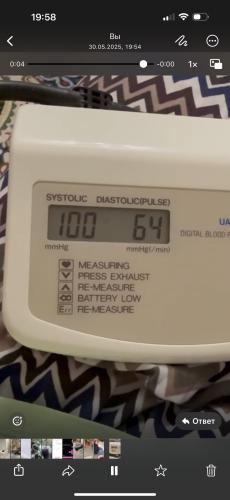 19:58
Вы
30.05.2025, 19:54
0:04
-0:00
1x
SYSTOLIC DIASTOLIC(PULSE)
100 64
mmHg mmHg(/min)
UA
DIGITAL BLOOD
MEASURING
PRESS EXHAUST
RE-MEASURE
BATTERY LOW
Err RE-MEASURE
Ответ